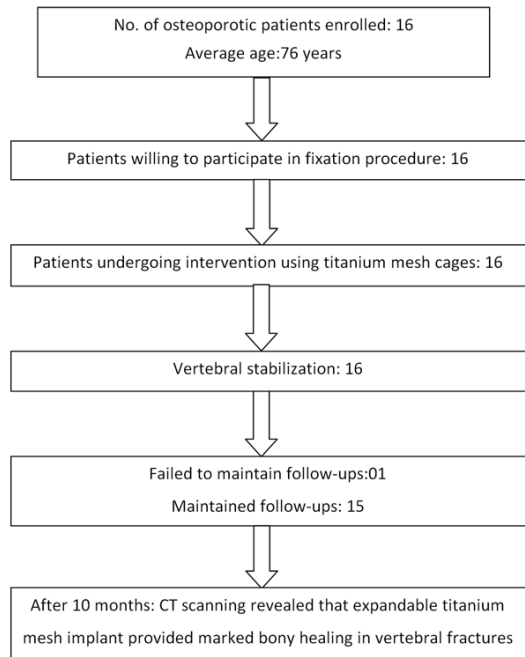 No. of osteoporotic patients enrolled: 16
Average age:76 years
Patients willing to participate in fixation procedure: 16
Patients undergoing intervention using titanium mesh cages: 16
Vertebral stabilization: 16
Failed to maintain follow-ups:01
Maintained follow-ups: 15
After 10 months: CT scanning revealed that expandable titanium
mesh implant provided marked bony healing in vertebral fractures